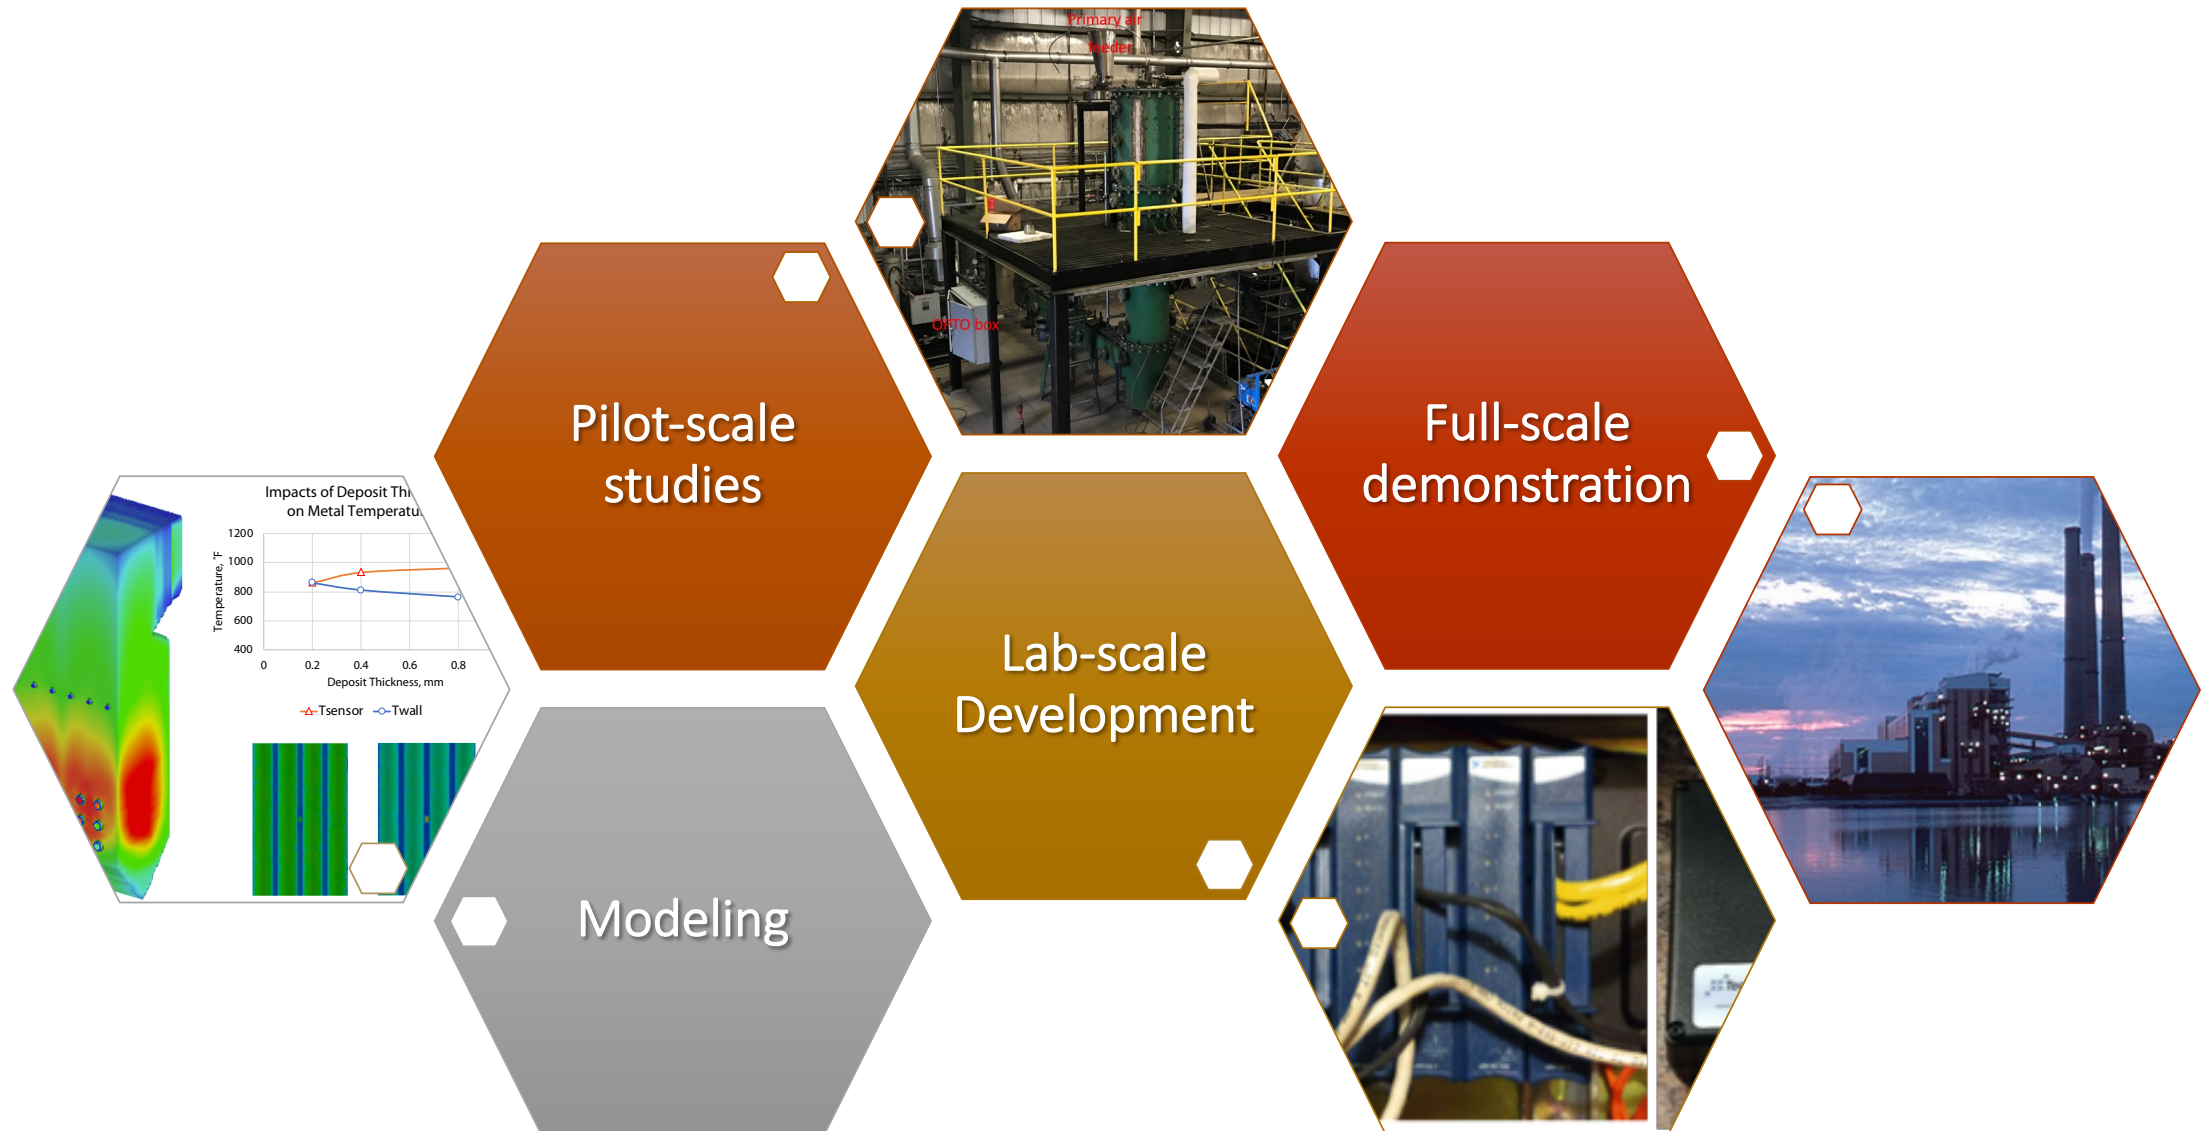 Primary air
feeder
OPTO box
Pilot-scale
studies
Full-scale
demonstration
Impacts of Deposit Thi
on Metal Temperatu
1200
1000
800
600
400
Temperature, °F
0 0.2 0.4 0.6 0.8
Deposit Thickness, mm
Tsensor Twall
Lab-scale
Development
Modeling